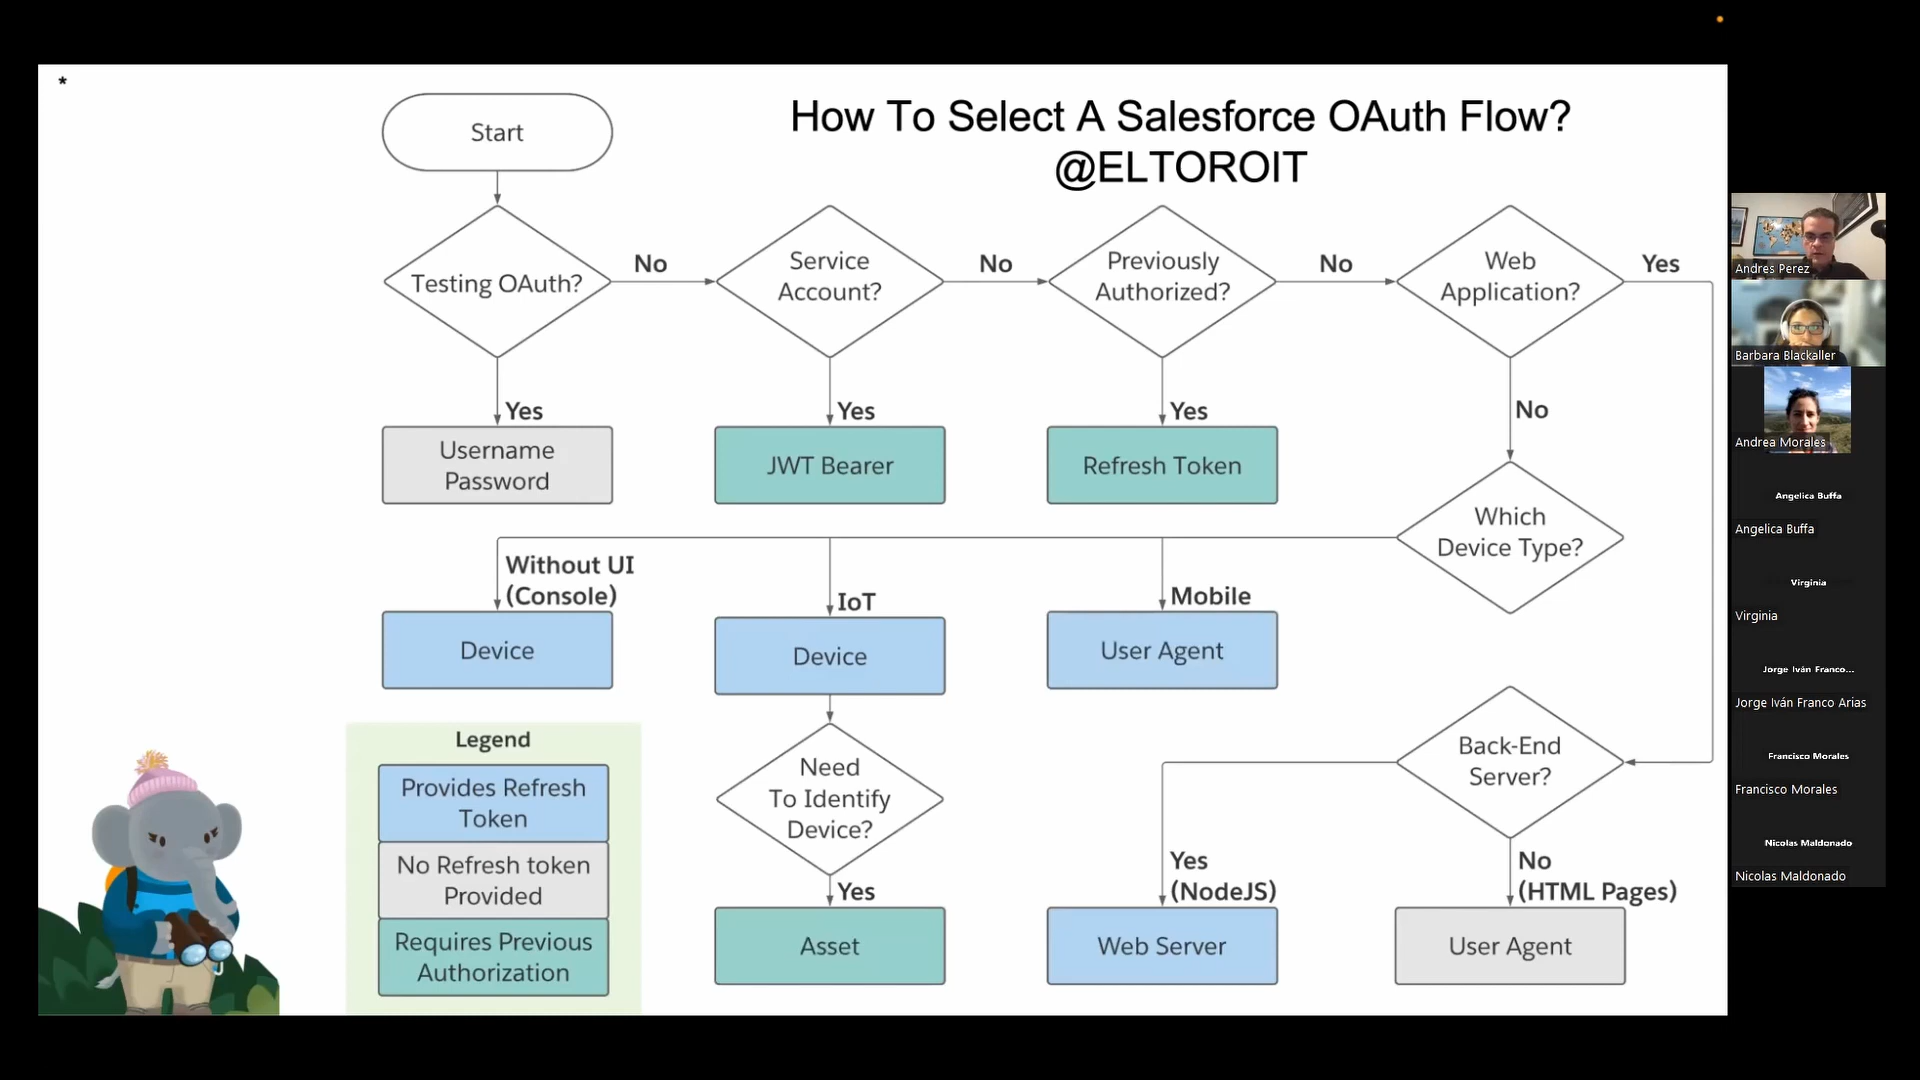 *
How To Select A Salesforce OAuth Flow?
@ELTOROIT
Start
Testing OAuth?
No
Service
Account?
No
Previously
Authorized?
No
Web
Application?
Yes
Yes
Username
Password
Yes
JWT Bearer
Yes
Refresh Token
No
Which
Device Type?
Without UI
(Console)
Device
IoT
Device
Mobile
User Agent
Need
To Identify
Device?
Yes
Asset
Back-End
Server?
Yes
(NodeJS)
Web Server
No
(HTML Pages)
User Agent
Legend
Provides Refresh
Token
No Refresh token
Provided
Requires Previous
Authorization
Andres Perez
Barbara Blackaller
Andrea Morales
Angelica Buffa
Angelica Buffa
Virginia
Virginia
Jorge Iván Franco...
Jorge Iván Franco Arias
Francisco Morales
Francisco Morales
Nicolas Maldonado
Nicolas Maldonado